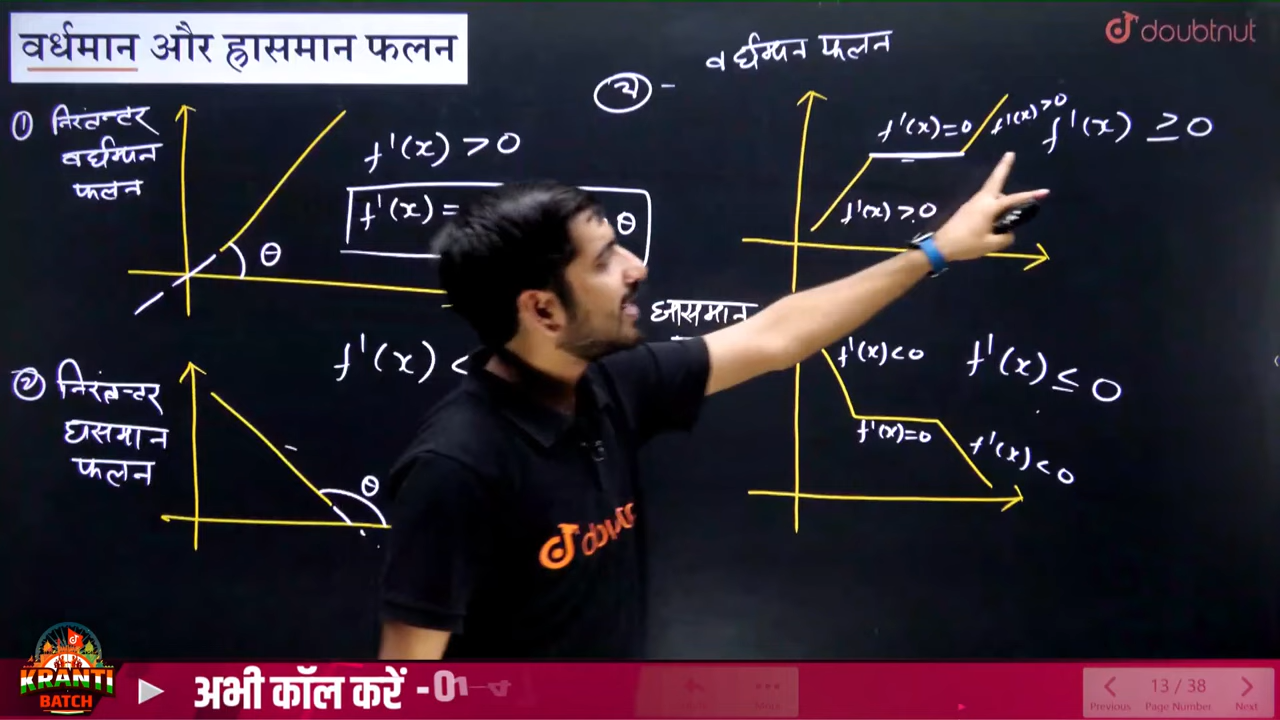 वर्धमान और ह्रासमान फलन
doubtnut
① निरन्तर
वर्धमान
फलन
f'(x) > 0
f'(x) =
θ
θ
वर्धमान फलन
f'(x) = 0
f'(x) > 0
f'(x) ≥ 0
f'(x) > 0
② निरन्तर
घासमान
फलन
f'(x) <
θ
f'(x) < 0
f'(x) ≤ 0
f'(x) = 0
f'(x) < 0
KRANTI
BATCH
अभी कॉल करें -01
13 / 38
Previous
Page Number
Next